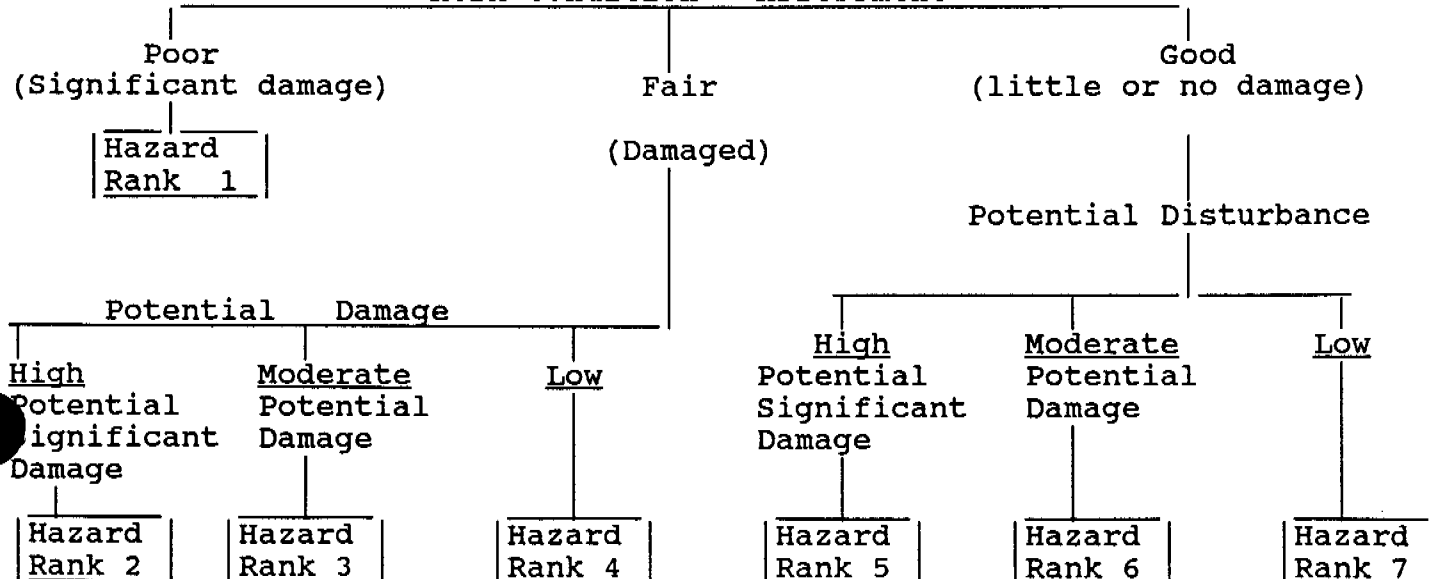 Poor
(Significant damage)
Hazard
Rank 1
Fair
(Damaged)
Good
(little or no damage)
Potential Disturbance
Potential Damage
High
Potential
ignificant
Damage
Hazard
Rank 2
Moderate
Potential
Damage
Hazard
Rank 3
Low
Hazard
Rank 4
High
Potential
Significant
Damage
Hazard
Rank 5
Moderate
Potential
Damage
Hazard
Rank 6
Low
Hazard
Rank 7